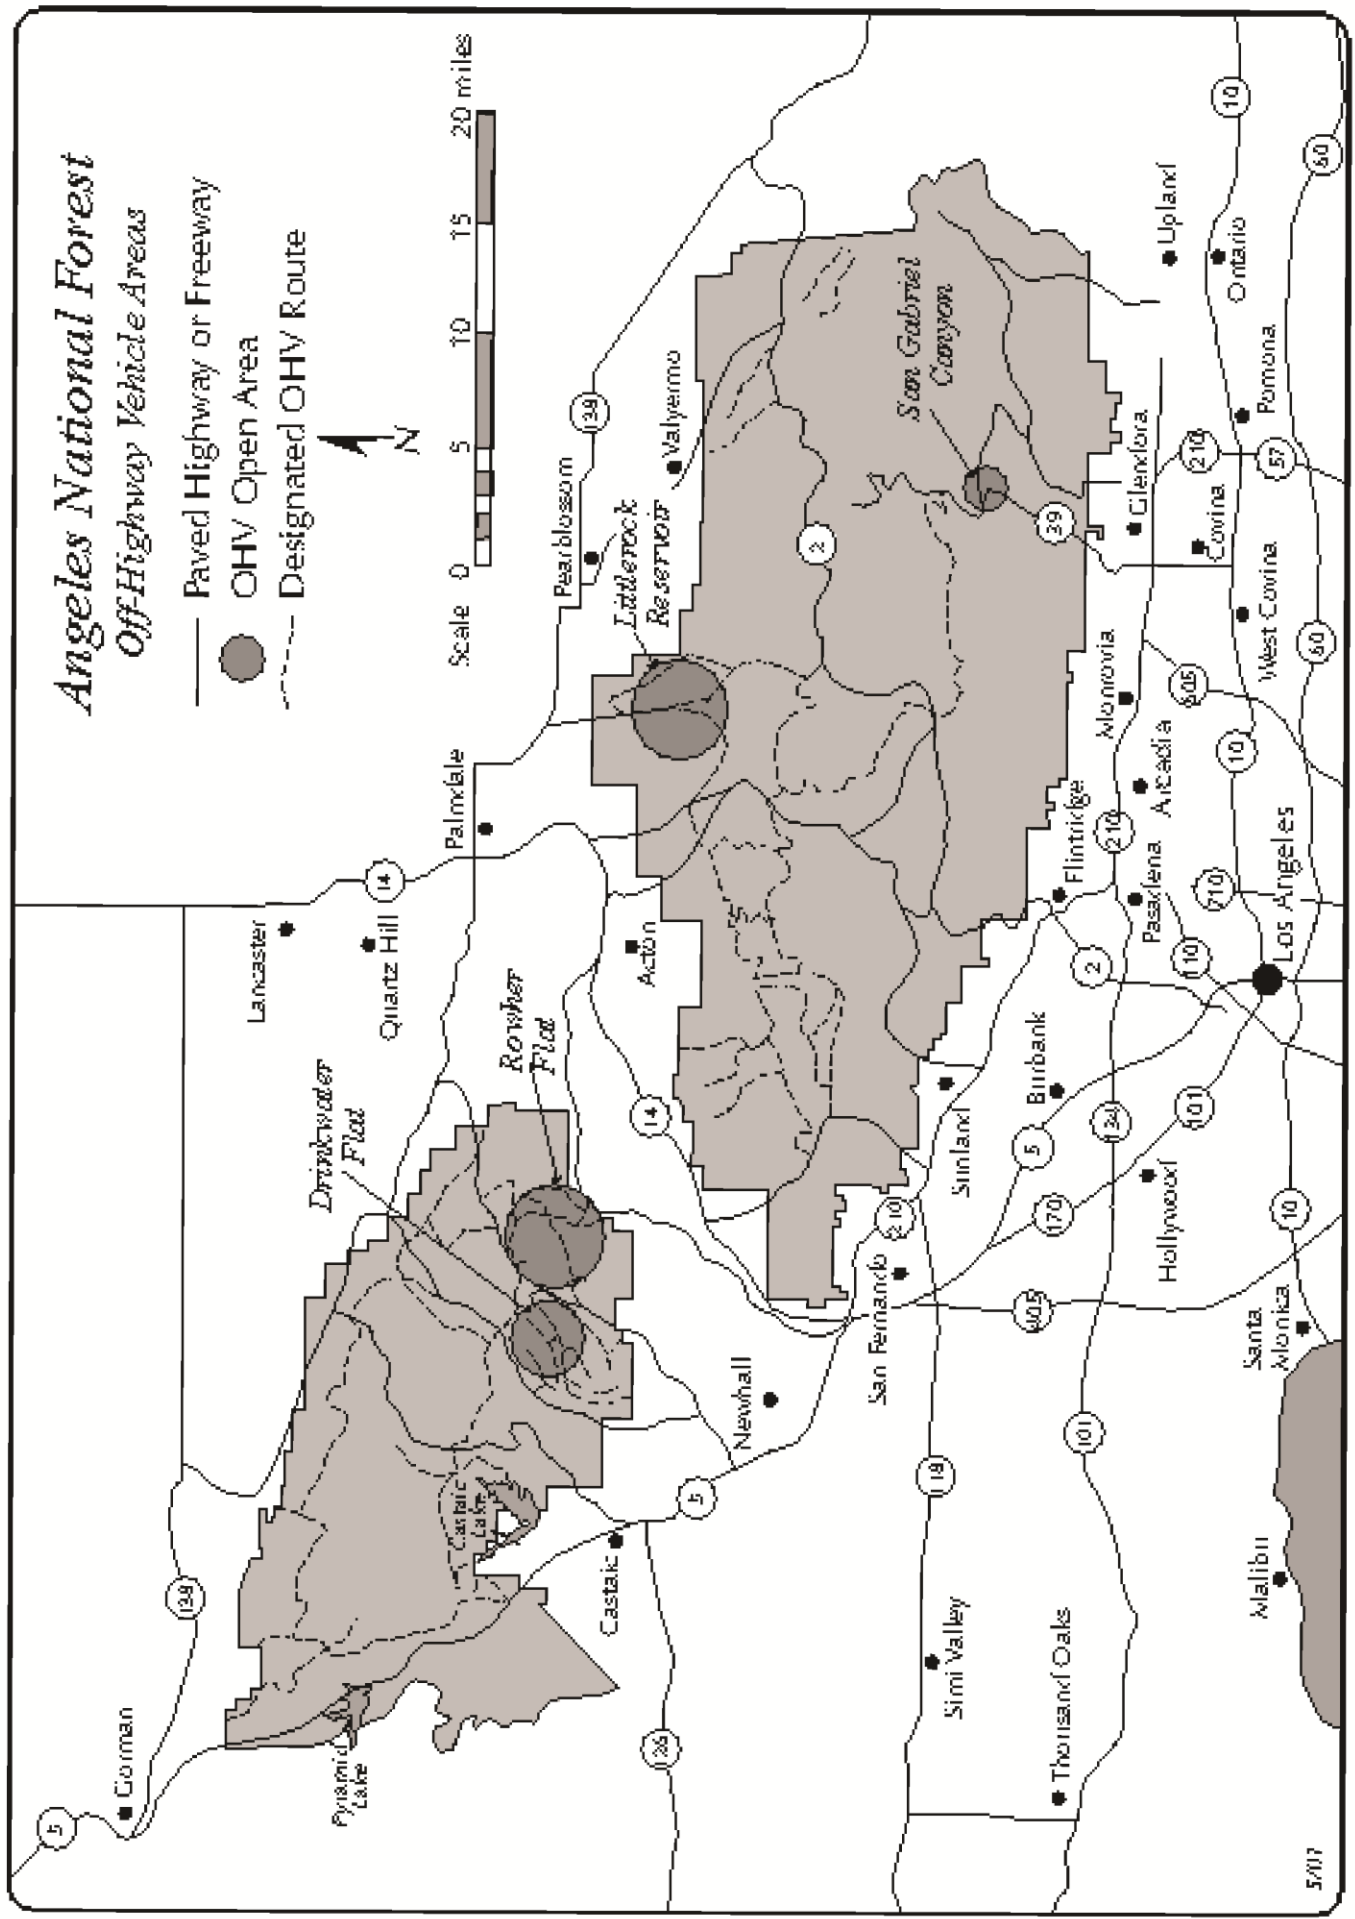 Angeles National Forest
Off-Highway Vehicle Areas
Paved Highway or Freeway
OHV Open Area
Designated OHV Route
N
Scale 0 5 10 15 20 miles
5
Gorman
138
Lancaster
Quartz Hill
14
Palmdale
Pyramid
Lake
Drinkwater
Flat
Rowher
Flat
Pearblossom
138
Littlerock
Reservoir
Valyermo
Castaic
Lake
Castaic
126
5
Newhall
14
Acton
2
San Gabriel
Canyon
39
San Fernando
210
Sunland
118
Simi Valley
Thousand Oaks
101
405
170
5
Burbank
134
Hollywood
101
2
Flintridge
210
Pasadena
110
710
Arcadia
Monrovia
605
Glendora
Covina
West Covina
210
57
Pomona
Upland
Ontario
10
60
10
60
Los Angeles
10
Santa
Monica
Malibu
5/01